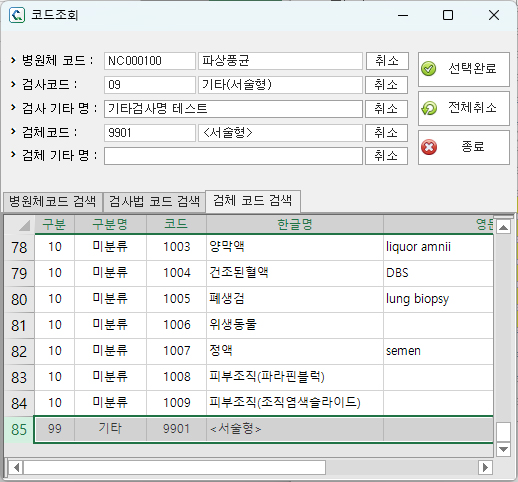 코드조회
병원체 코드 : NC000100 파상풍균 취소
검사코드 : 09 기타(서술형) 취소
검사 기타 명 : 기타검사명 테스트 취소
검체코드 : 9901 <서술형> 취소
검체 기타 명 : 취소
선택완료
전체취소
종료
병원체코드 검색 검사법 코드 검색 검체 코드 검색
구분 구분명 코드 한글명 영문
78 10 미분류 1003 양막액 liquor amnii
79 10 미분류 1004 건조된혈액 DBS
80 10 미분류 1005 폐생검 lung biopsy
81 10 미분류 1006 위생동물
82 10 미분류 1007 정액 semen
83 10 미분류 1008 피부조직(파라핀블럭)
84 10 미분류 1009 피부조직(조직염색슬라이드)
85 99 기타 9901 <서술형>